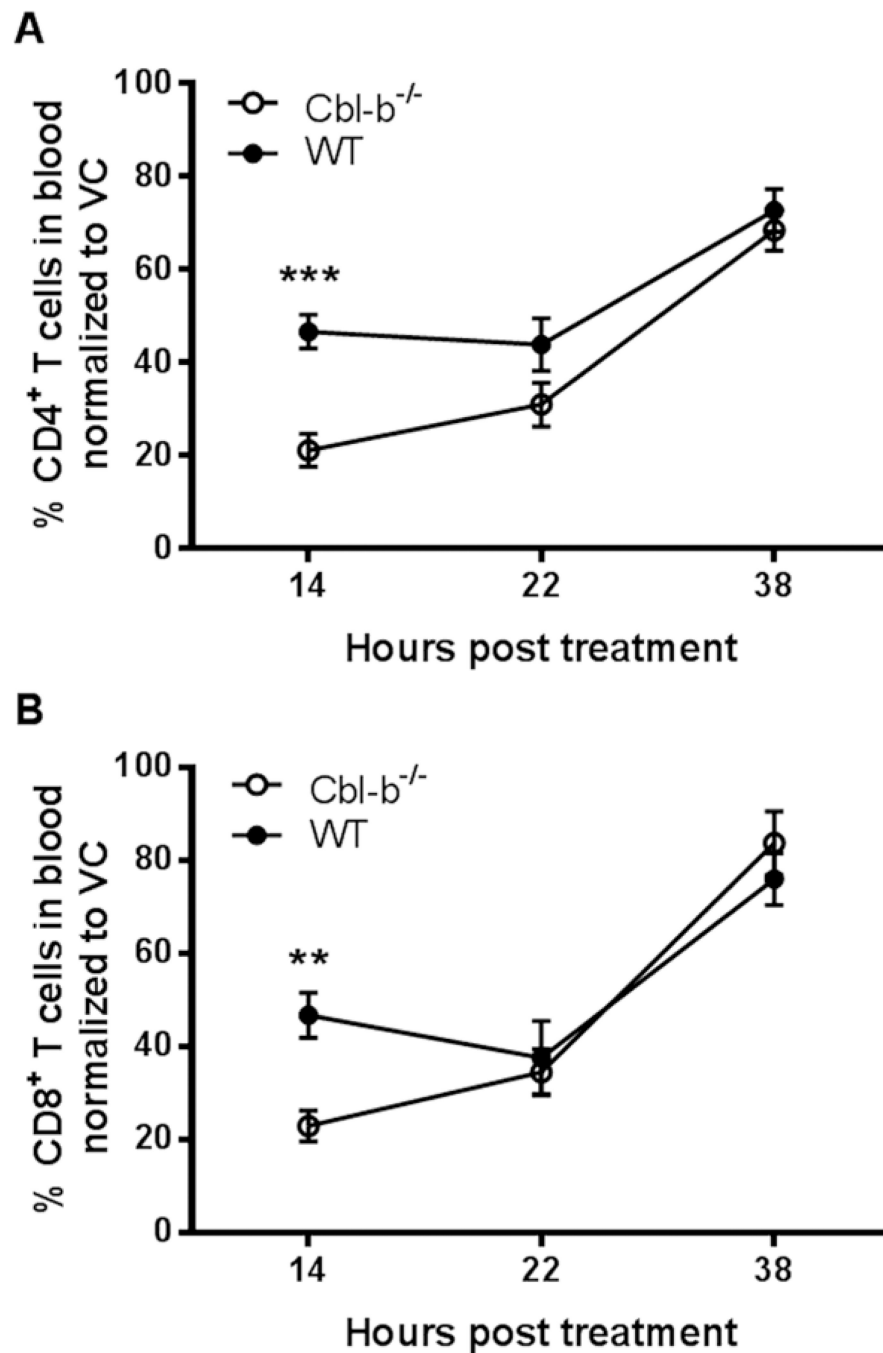 A
% CD4⁺ T cells in blood
normalized to VC
100
80
60
40
20
0
Cbl-b⁻/⁻
WT
***
14 22 38
Hours post treatment
B
% CD8⁺ T cells in blood
normalized to VC
100
80
60
40
20
0
Cbl-b⁻/⁻
WT
**
14 22 38
Hours post treatment